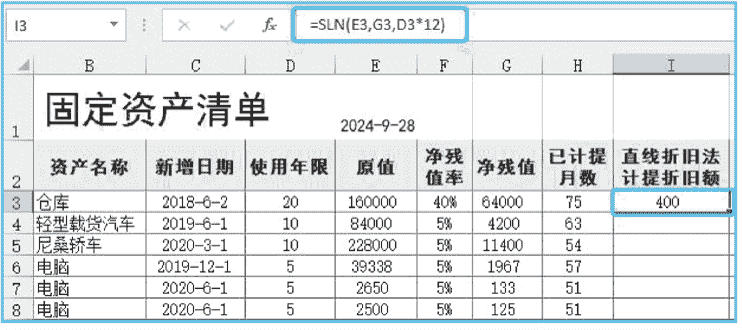 I3 fx =SLN(E3,G3,D3*12)
B C D E F G H I
1 固定资产清单 2024-9-28
2 资产名称 新增日期 使用年限 原值 净残值率 净残值 已计提月数 直线折旧法计提折旧额
3 仓库 2018-6-2 20 160000 40% 64000 75 400
4 轻型载货汽车 2019-6-1 10 84000 5% 4200 63
5 尼桑轿车 2020-3-1 10 228000 5% 11400 54
6 电脑 2019-12-1 5 39338 5% 1967 57
7 电脑 2020-6-1 5 2650 5% 133 51
8 电脑 2020-6-1 5 2500 5% 125 51